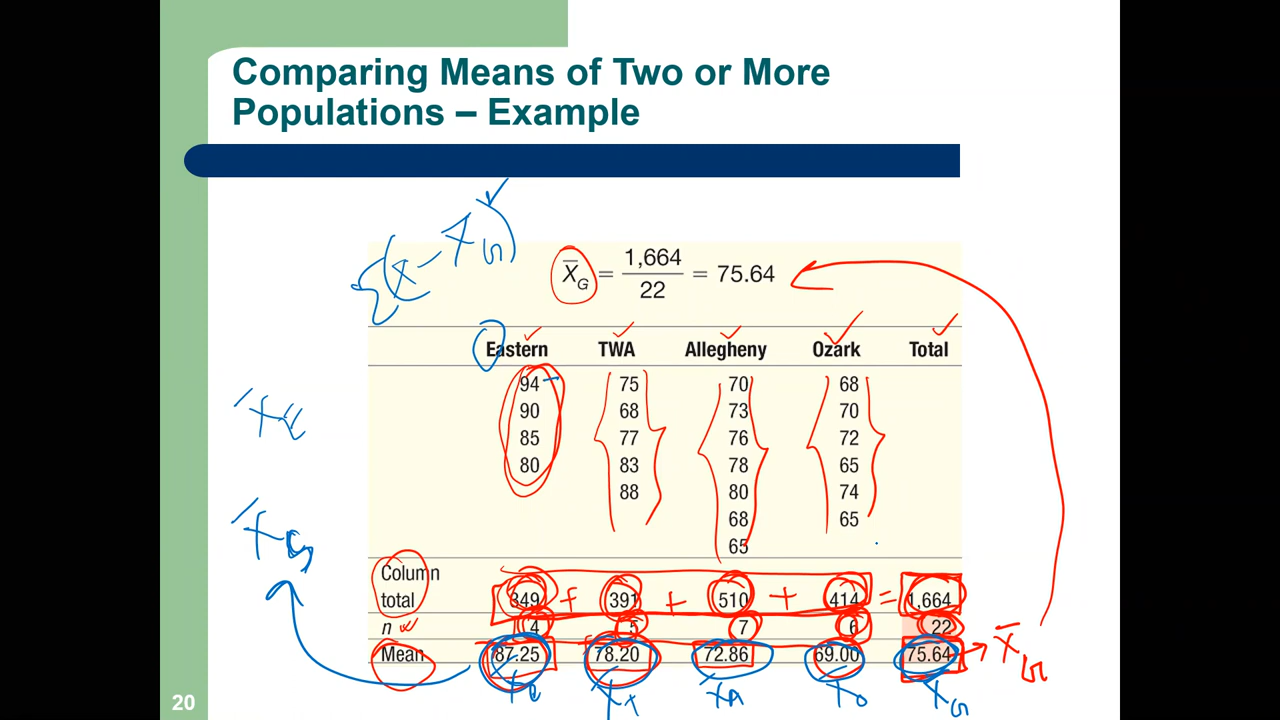 Comparing Means of Two or More
Populations – Example
Σ(X – X̄G)
X̄G = 1,664 / 22 = 75.64
Eastern TWA Allegheny Ozark Total
94 75 70 68
90 68 73 70
85 77 76 72
80 83 78 65
88 80 74
68 65
65
Column
total 349 + 391 + 510 + 414 = 1,664
n 4 5 7 6 22
Mean 87.25 78.20 72.86 69.00 75.64
X̄G
X̄E
X̄G
X̄E X̄T X̄A X̄O X̄G
20